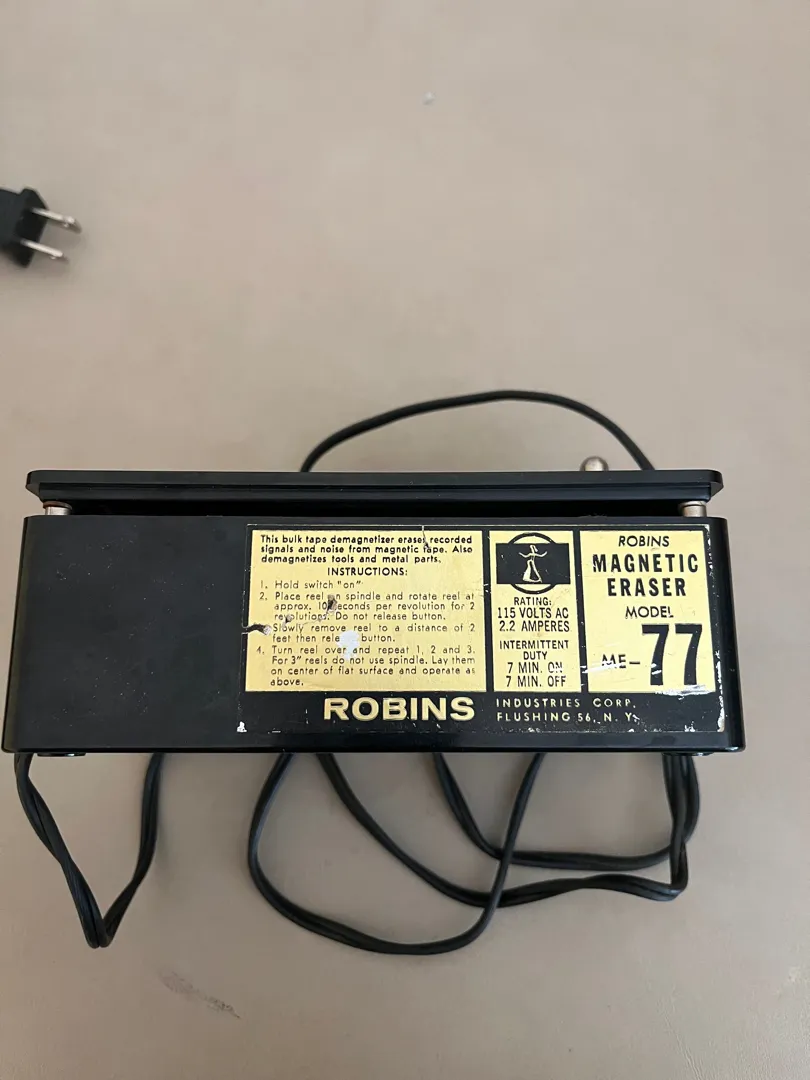 This bulk tape demagnetizer erases recorded
signals and noise from magnetic tape. Also
demagnetizes tools and metal parts.
INSTRUCTIONS:
1. Hold switch "on"
2. Place reel on spindle and rotate reel at
approx. 10 seconds per revolution for 2
revolutions. Do not release button.
Slowly remove reel to a distance of 2
feet then release button.
4. Turn reel over and repeat 1, 2 and 3.
For 3" reels do not use spindle. Lay them
on center of flat surface and operate as
above.
RATING:
115 VOLTS AC
2.2 AMPERES
INTERMITTENT
DUTY
7 MIN. ON
7 MIN. OFF
ROBINS
MAGNETIC
ERASER
MODEL
ME-77
ROBINS
INDUSTRIES CORP.
FLUSHING 56, N. Y.